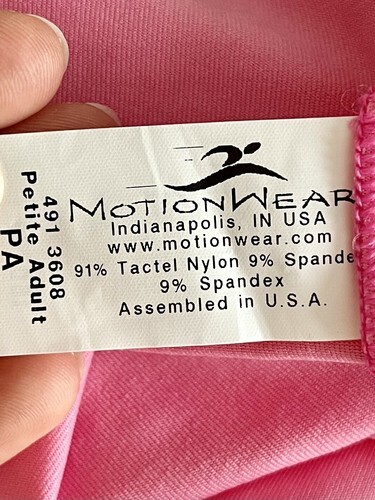 MOTIONWEAR
Indianapolis, IN USA
www.motionwear.com
91% Tactel Nylon 9% Spande
9% Spandex
Assembled in U.S.A.
491 3608
Petite Adult
PA